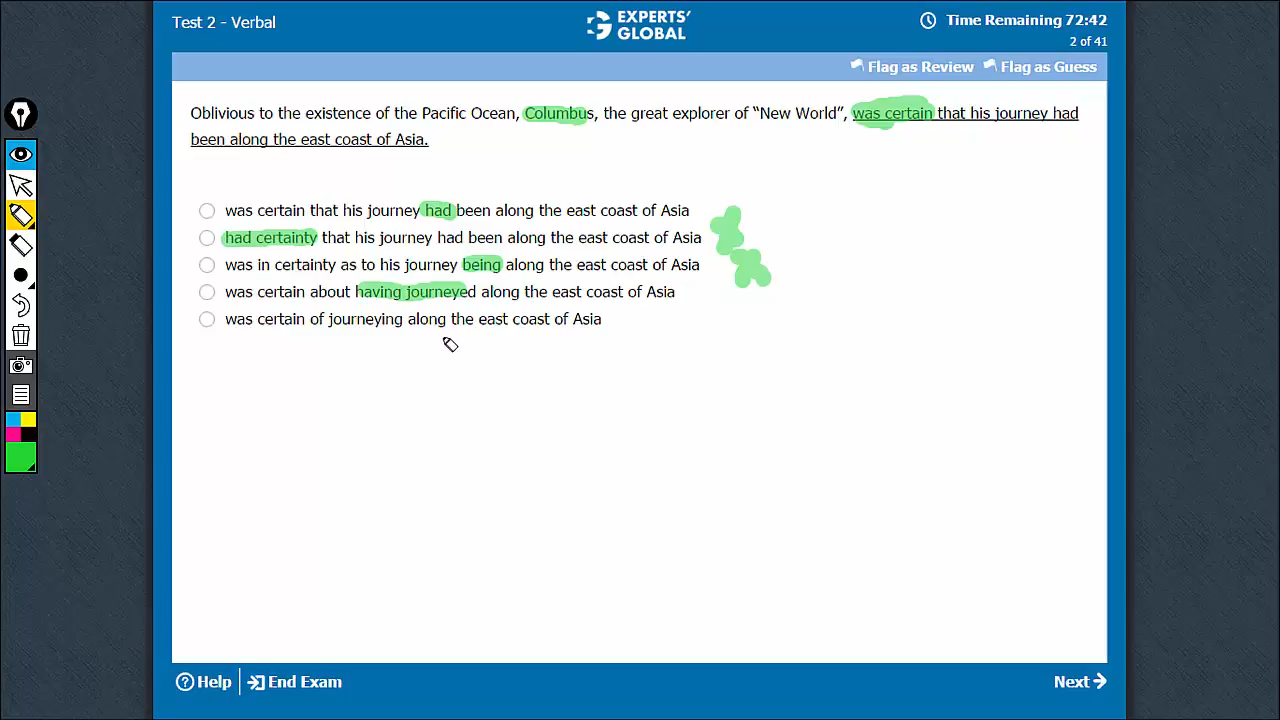 Test 2 - Verbal
EXPERTS'
GLOBAL
Time Remaining 72:42
2 of 41
Flag as Review Flag as Guess
Oblivious to the existence of the Pacific Ocean, Columbus, the great explorer of “New World”, was certain that his journey had
been along the east coast of Asia.
was certain that his journey had been along the east coast of Asia
had certainty that his journey had been along the east coast of Asia
was in certainty as to his journey being along the east coast of Asia
was certain about having journeyed along the east coast of Asia
was certain of journeying along the east coast of Asia
Help End Exam Next